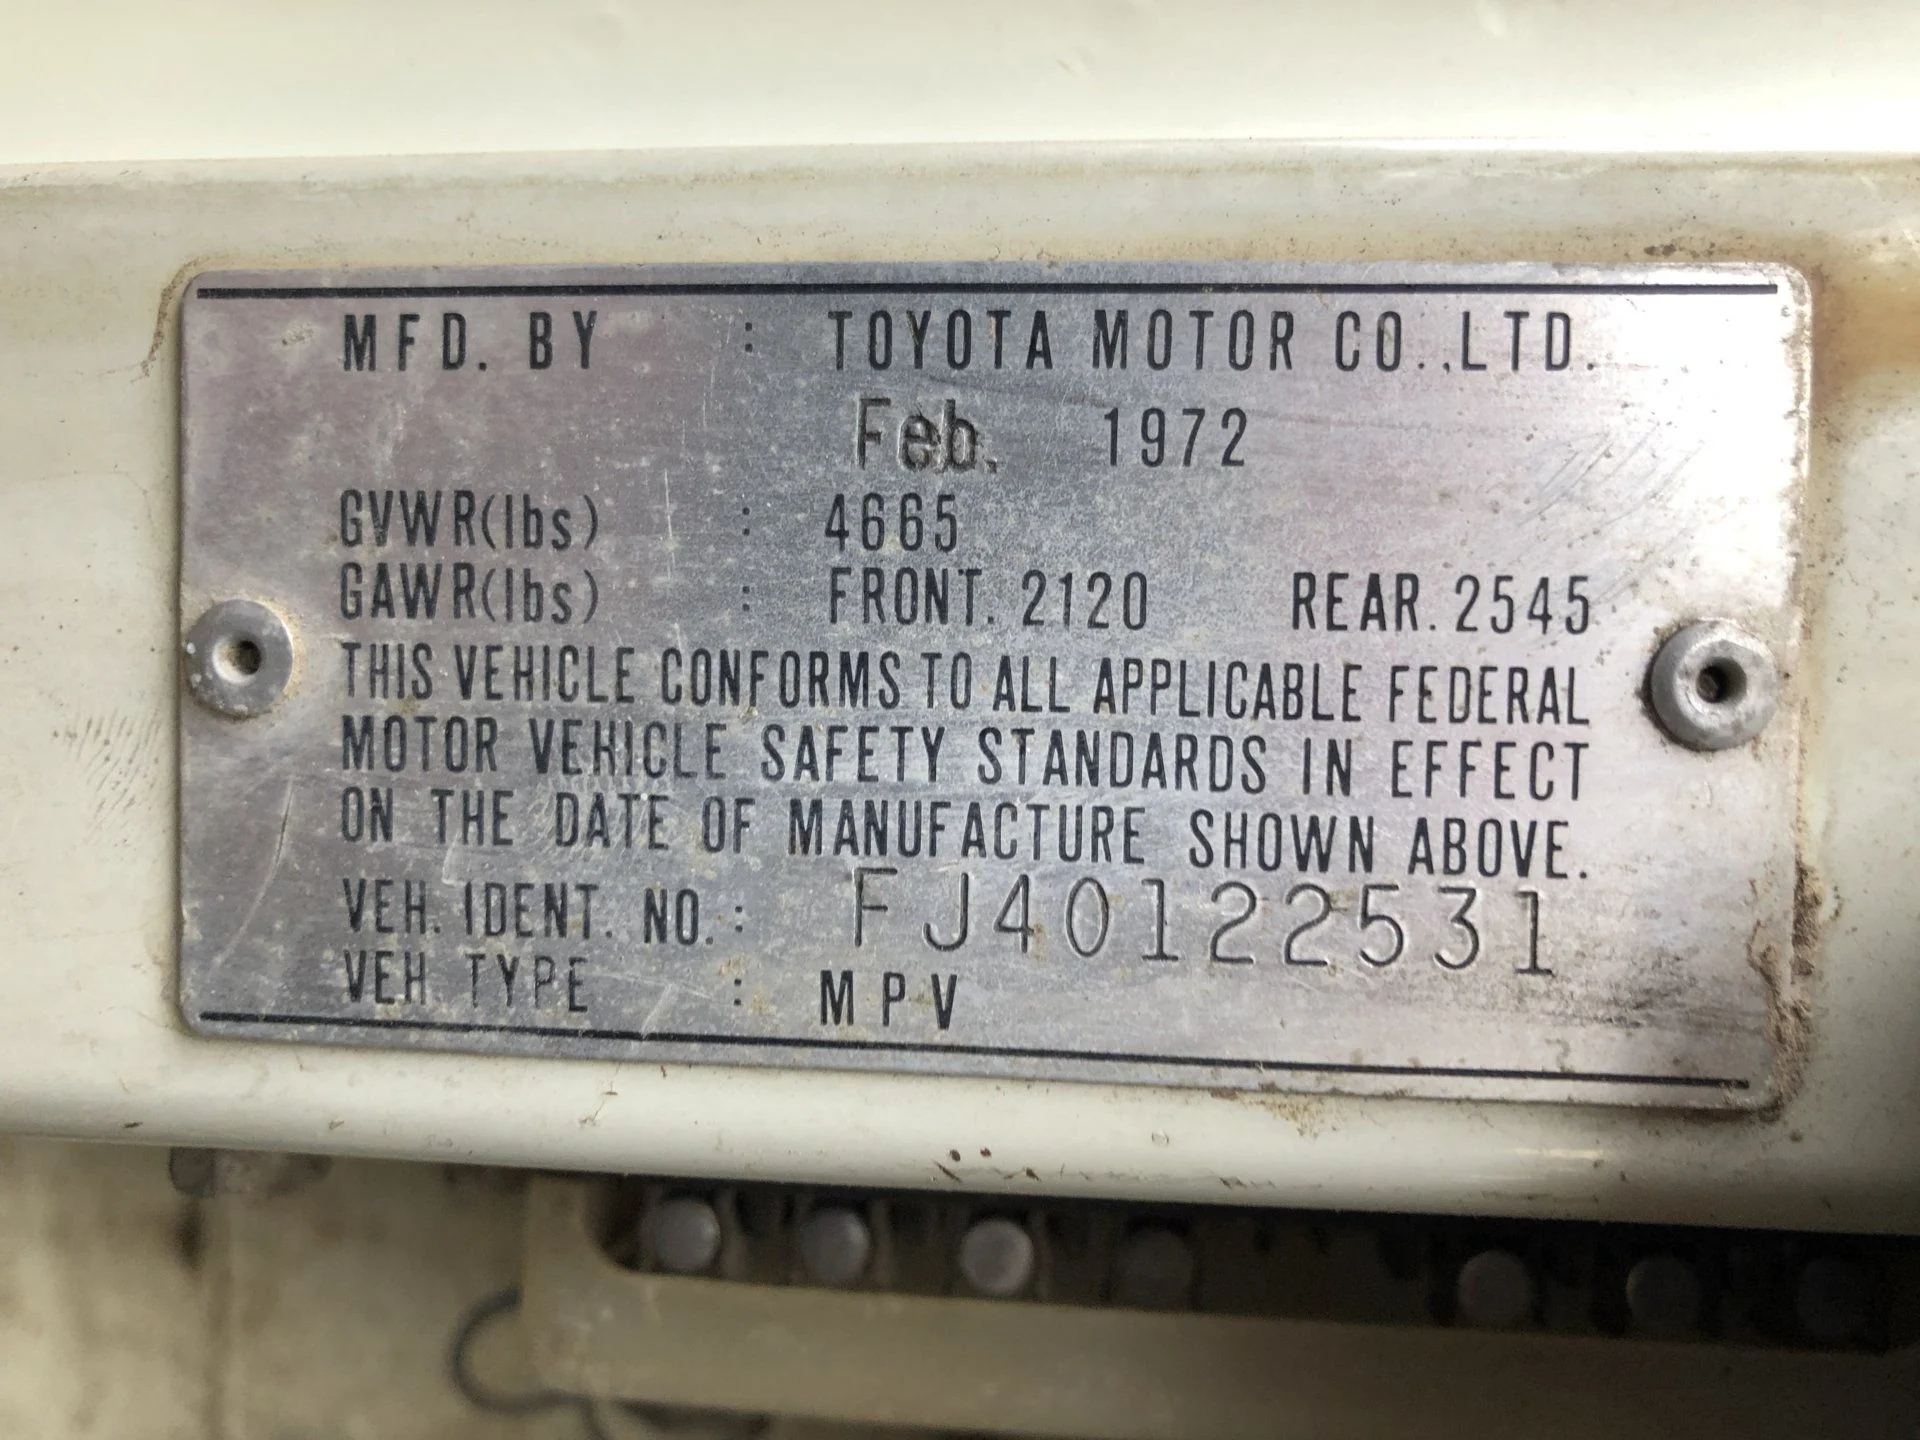 MFD. BY : TOYOTA MOTOR CO.,LTD.
Feb. 1972
GVWR(lbs) : 4665
GAWR(lbs) : FRONT. 2120 REAR. 2545
THIS VEHICLE CONFORMS TO ALL APPLICABLE FEDERAL
MOTOR VEHICLE SAFETY STANDARDS IN EFFECT
ON THE DATE OF MANUFACTURE SHOWN ABOVE.
VEH. IDENT. NO.: FJ40122531
VEH TYPE : MPV